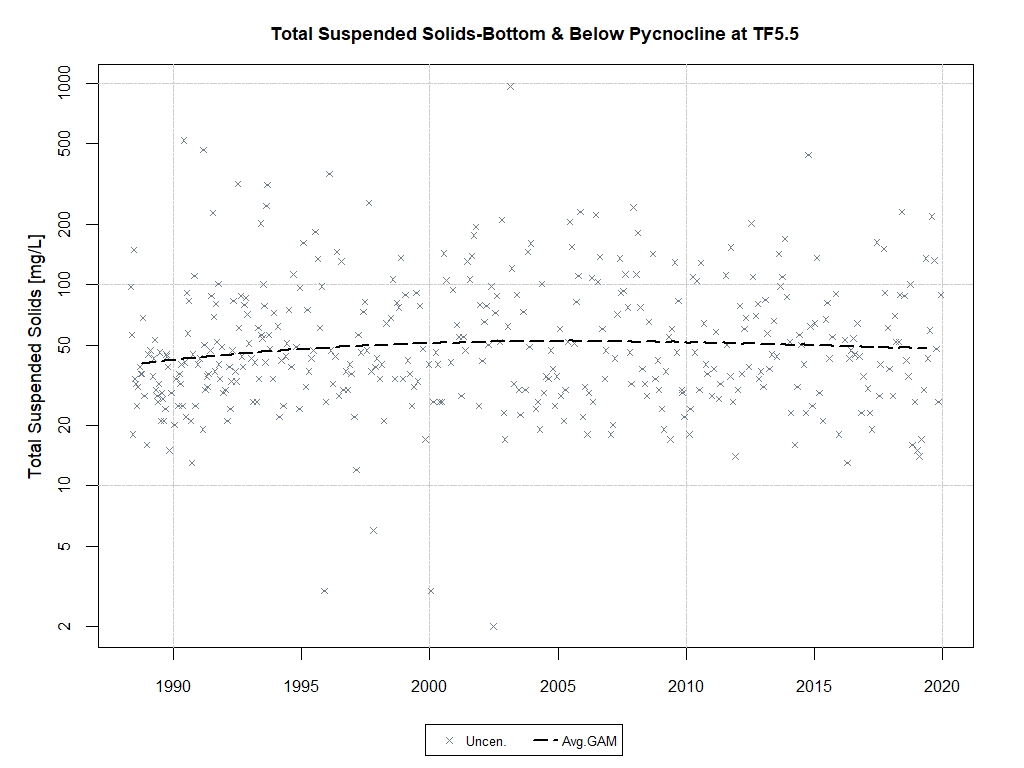 Total Suspended Solids-Bottom & Below Pycnocline at TF5.5
Total Suspended Solids [mg/L]
1000
500
200
100
50
20
10
5
2
1990 1995 2000 2005 2010 2015 2020
Uncen. Avg.GAM